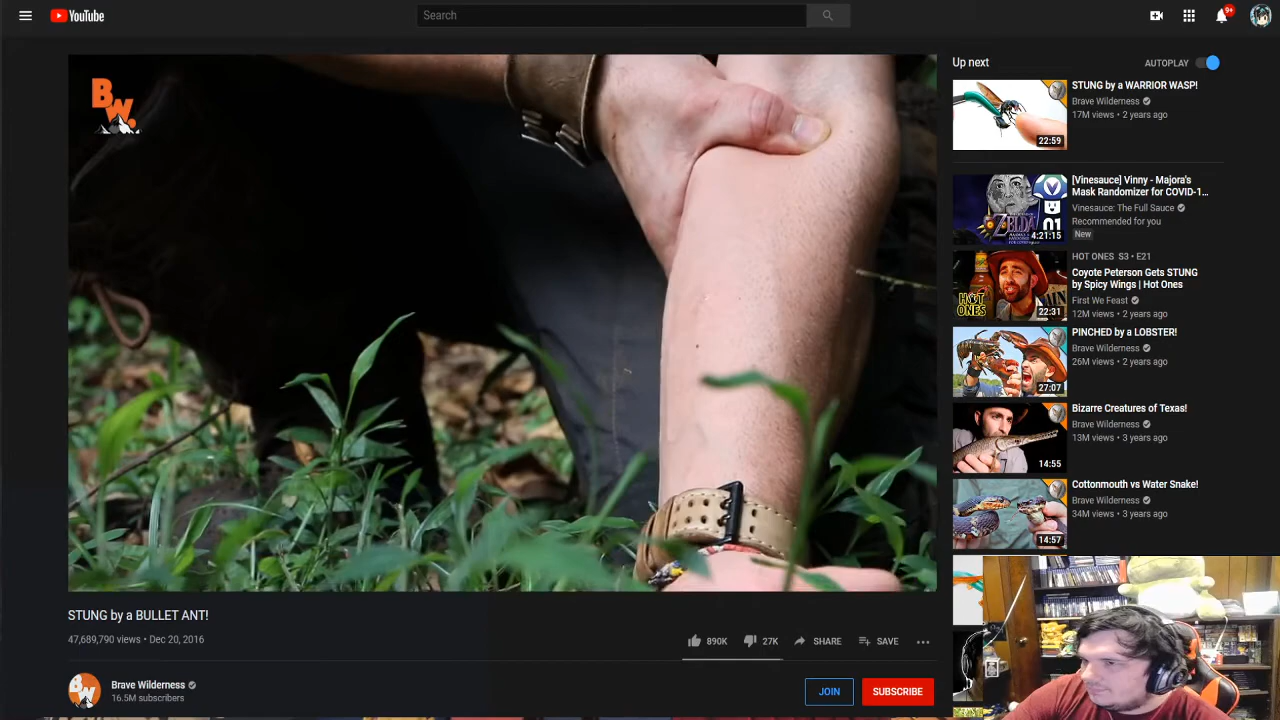 YouTube
Search
9+
B.W.
Up next
AUTOPLAY
22:59
STUNG by a WARRIOR WASP!
Brave Wilderness
17M views • 2 years ago
ZELDA
01
4:21:15
[Vinesauce] Vinny - Majora's
Mask Randomizer for COVID-1...
Vinesauce: The Full Sauce
Recommended for you
New
HOT ONES
22:31
HOT ONES S3 • E21
Coyote Peterson Gets STUNG
by Spicy Wings | Hot Ones
First We Feast
12M views • 2 years ago
27:07
PINCHED by a LOBSTER!
Brave Wilderness
26M views • 2 years ago
14:55
Bizarre Creatures of Texas!
Brave Wilderness
13M views • 3 years ago
14:57
Cottonmouth vs Water Snake!
Brave Wilderness
34M views • 3 years ago
STUNG by a BULLET ANT!
47,689,790 views • Dec 20, 2016
890K
27K
SHARE
SAVE
BW
Brave Wilderness
16.5M subscribers
JOIN
SUBSCRIBE